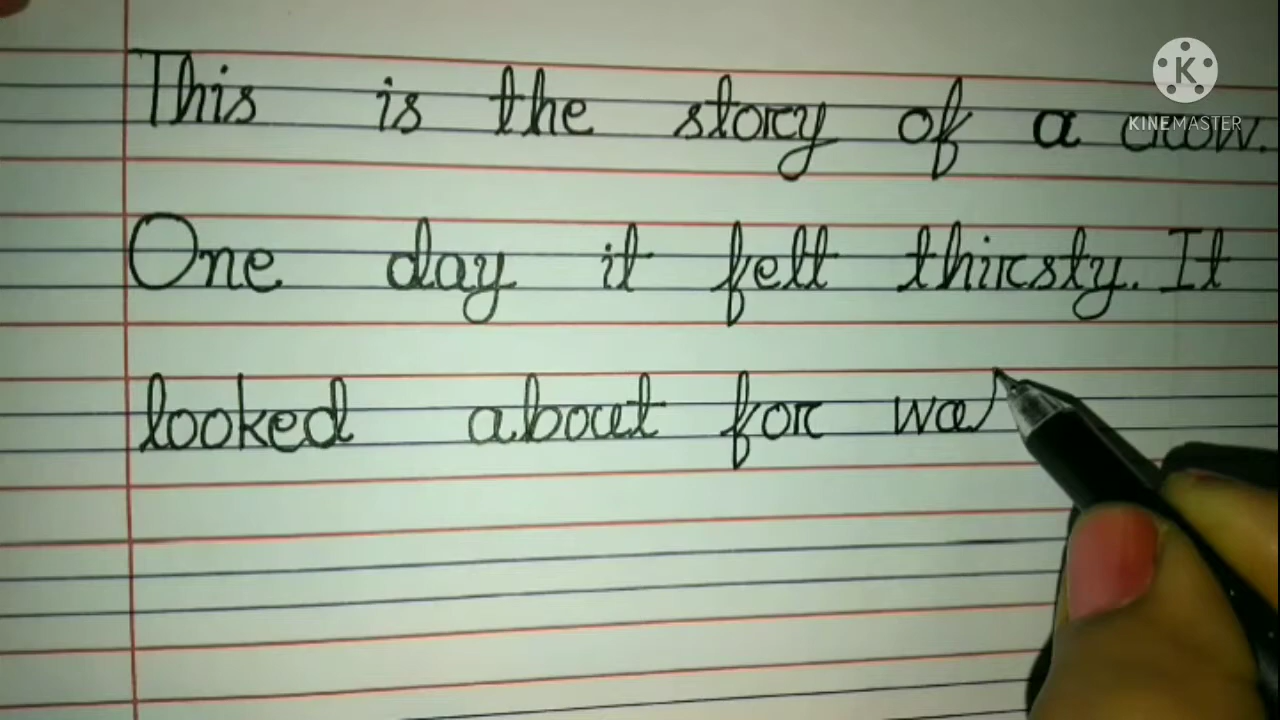 This is the story of a crow.
One day it felt thirsty. It
looked about for wa
K
KINEMASTER